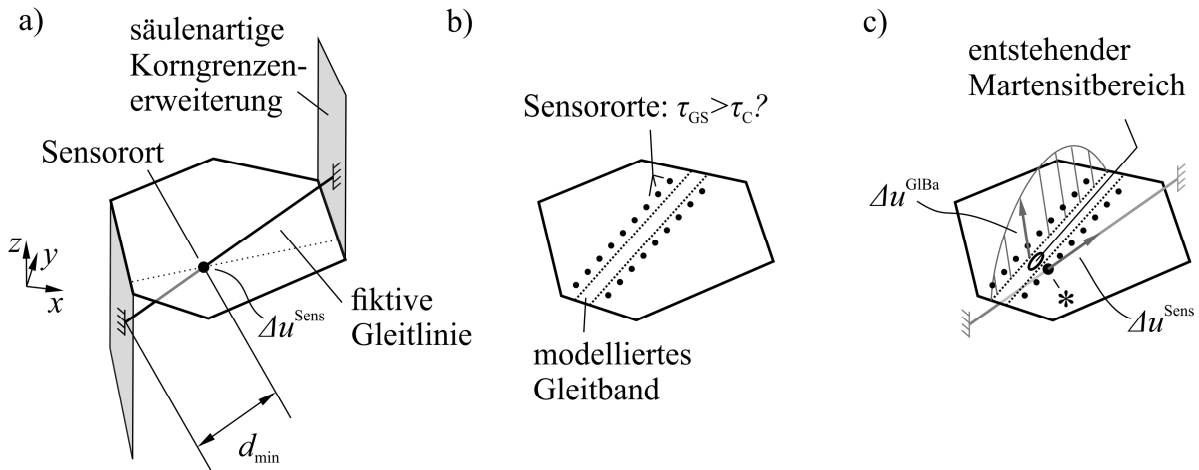 a)
säulenartige
Korngrenzen-
erweiterung
Sensorort
z
y
x
Δu^Sens
fiktive
Gleitlinie
d_min
b)
Sensororte: τ_GS>τ_C?
modelliertes
Gleitband
c)
entstehender
Martensitbereich
Δu^GlBa
*
Δu^Sens